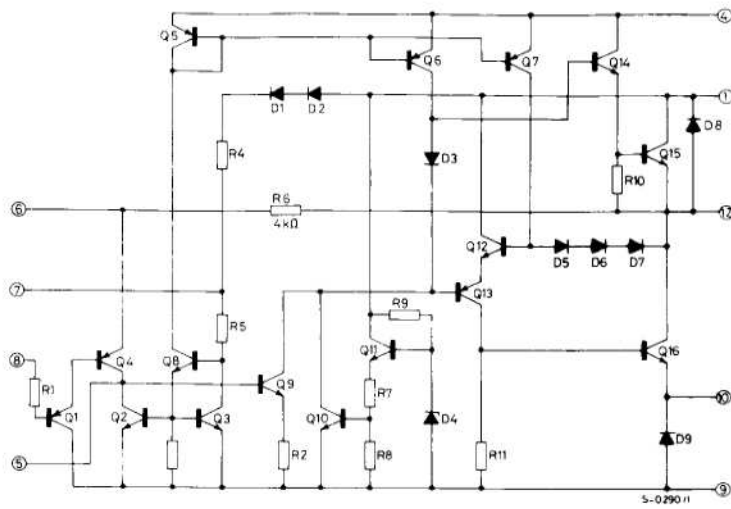 4
Q5
Q6
Q7
Q14
1
D1
D2
D8
R4
D3
Q15
R10
R6
6
4kΩ
12
Q12
D5
D6
D7
7
Q13
R9
R5
8
Q4
Q8
Q11
Q16
R1
Q9
R7
10
Q1
Q2
Q3
Q10
D4
D9
5
R2
R8
R11
9
S-0290/1